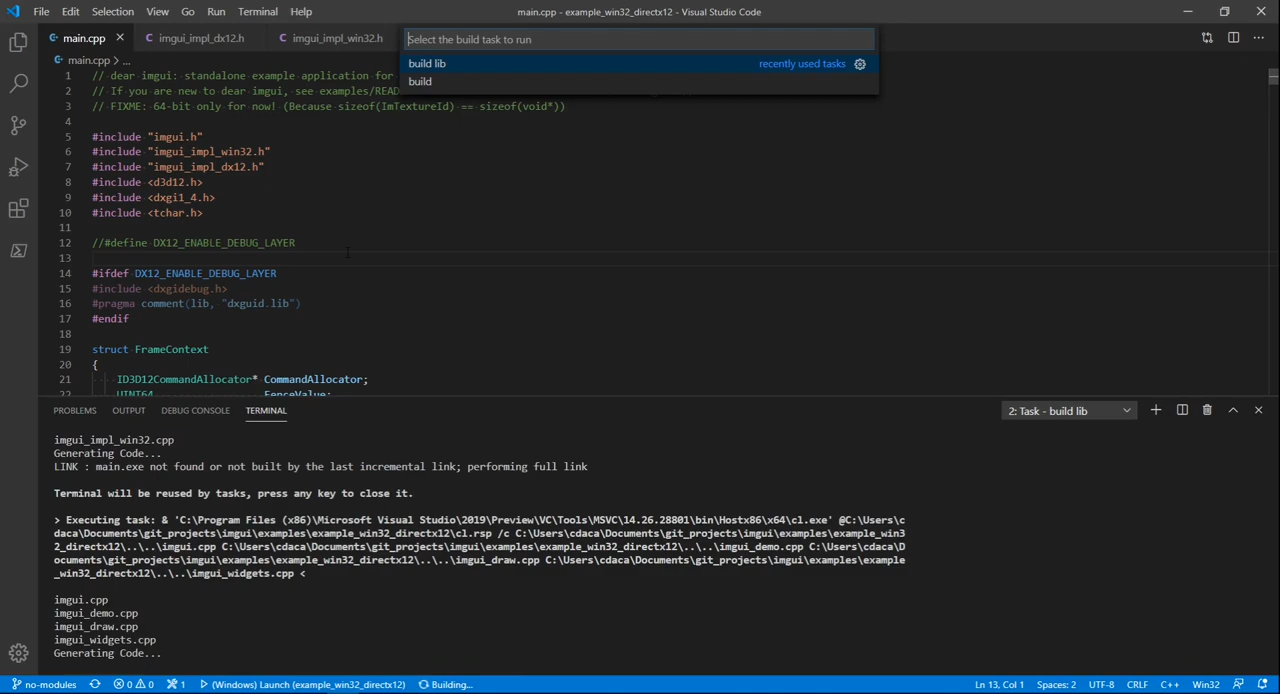 File Edit Selection View Go Run Terminal Help main.cpp - example_win32_directx12 - Visual Studio Code
main.cpp imgui_impl_dx12.h imgui_impl_win32.h
Select the build task to run
build lib recently used tasks
build
main.cpp > ...
1 // dear imgui: standalone example application for
2 // If you are new to dear imgui, see examples/READ
3 // FIXME: 64-bit only for now! (Because sizeof(ImTextureId) == sizeof(void*))
4
5 #include "imgui.h"
6 #include "imgui_impl_win32.h"
7 #include "imgui_impl_dx12.h"
8 #include <d3d12.h>
9 #include <dxgi1_4.h>
10 #include <tchar.h>
11
12 //#define DX12_ENABLE_DEBUG_LAYER
13
14 #ifdef DX12_ENABLE_DEBUG_LAYER
15 #include <dxgidebug.h>
16 #pragma comment(lib, "dxguid.lib")
17 #endif
18
19 struct FrameContext
20 {
21 ID3D12CommandAllocator* CommandAllocator;
22 UINT64 FenceValue;
PROBLEMS OUTPUT DEBUG CONSOLE TERMINAL 2: Task - build lib
imgui_impl_win32.cpp
Generating Code...
LINK : main.exe not found or not built by the last incremental link; performing full link
Terminal will be reused by tasks, press any key to close it.
> Executing task: & 'C:\Program Files (x86)\Microsoft Visual Studio\2019\Preview\VC\Tools\MSVC\14.26.28801\bin\Hostx86\x64\cl.exe' @C:\Users\c
daca\Documents\git_projects\imgui\examples\example_win32_directx12\cl.rsp /c C:\Users\cdaca\Documents\git_projects\imgui\examples\example_win3
2_directx12\..\..\imgui.cpp C:\Users\cdaca\Documents\git_projects\imgui\examples\example_win32_directx12\..\..\imgui_demo.cpp C:\Users\cdaca\D
ocuments\git_projects\imgui\examples\example_win32_directx12\..\..\imgui_draw.cpp C:\Users\cdaca\Documents\git_projects\imgui\examples\example
_win32_directx12\..\..\imgui_widgets.cpp <
imgui.cpp
imgui_demo.cpp
imgui_draw.cpp
imgui_widgets.cpp
Generating Code...
no-modules 0 0 1 (Windows) Launch (example_win32_directx12) Building... Ln 13, Col 1 Spaces: 2 UTF-8 CRLF C++ Win32